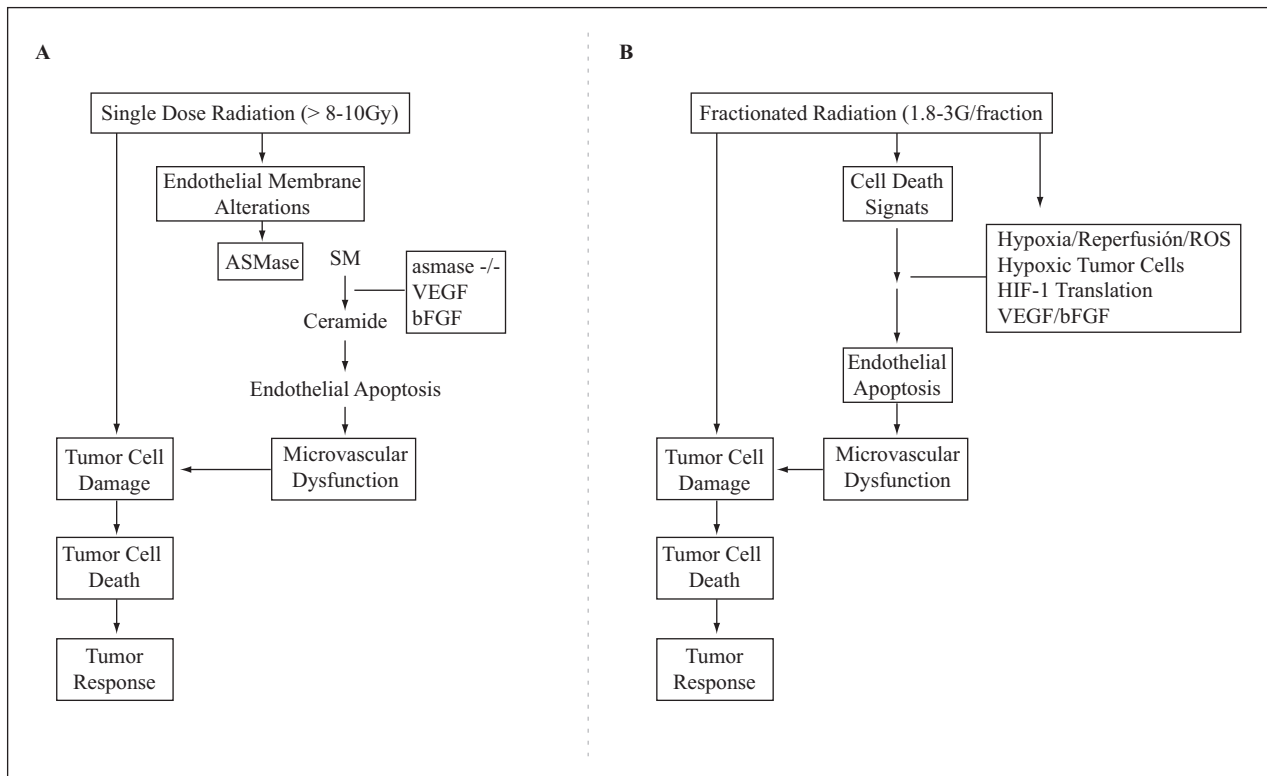 A
Single Dose Radiation (> 8-10Gy)
Endothelial Membrane
Alterations
ASMase
SM
asmase -/-
VEGF
bFGF
Ceramide
Endothelial Apoptosis
Microvascular
Dysfunction
Tumor Cell
Damage
Tumor Cell
Death
Tumor
Response
B
Fractionated Radiation (1.8-3G/fraction
Cell Death
Signats
Hypoxia/Reperfusión/ROS
Hypoxic Tumor Cells
HIF-1 Translation
VEGF/bFGF
Endothelial
Apoptosis
Microvascular
Dysfunction
Tumor Cell
Damage
Tumor Cell
Death
Tumor
Response